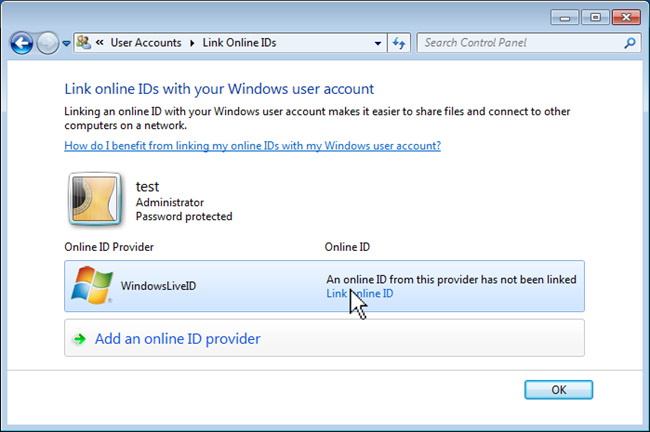 « User Accounts ▸ Link Online IDs
Search Control Panel
Link online IDs with your Windows user account
Linking an online ID with your Windows user account makes it easier to share files and connect to other
computers on a network.
How do I benefit from linking my online IDs with my Windows user account?
test
Administrator
Password protected
Online ID Provider Online ID
WindowsLiveID
An online ID from this provider has not been linked
Link online ID
Add an online ID provider
OK